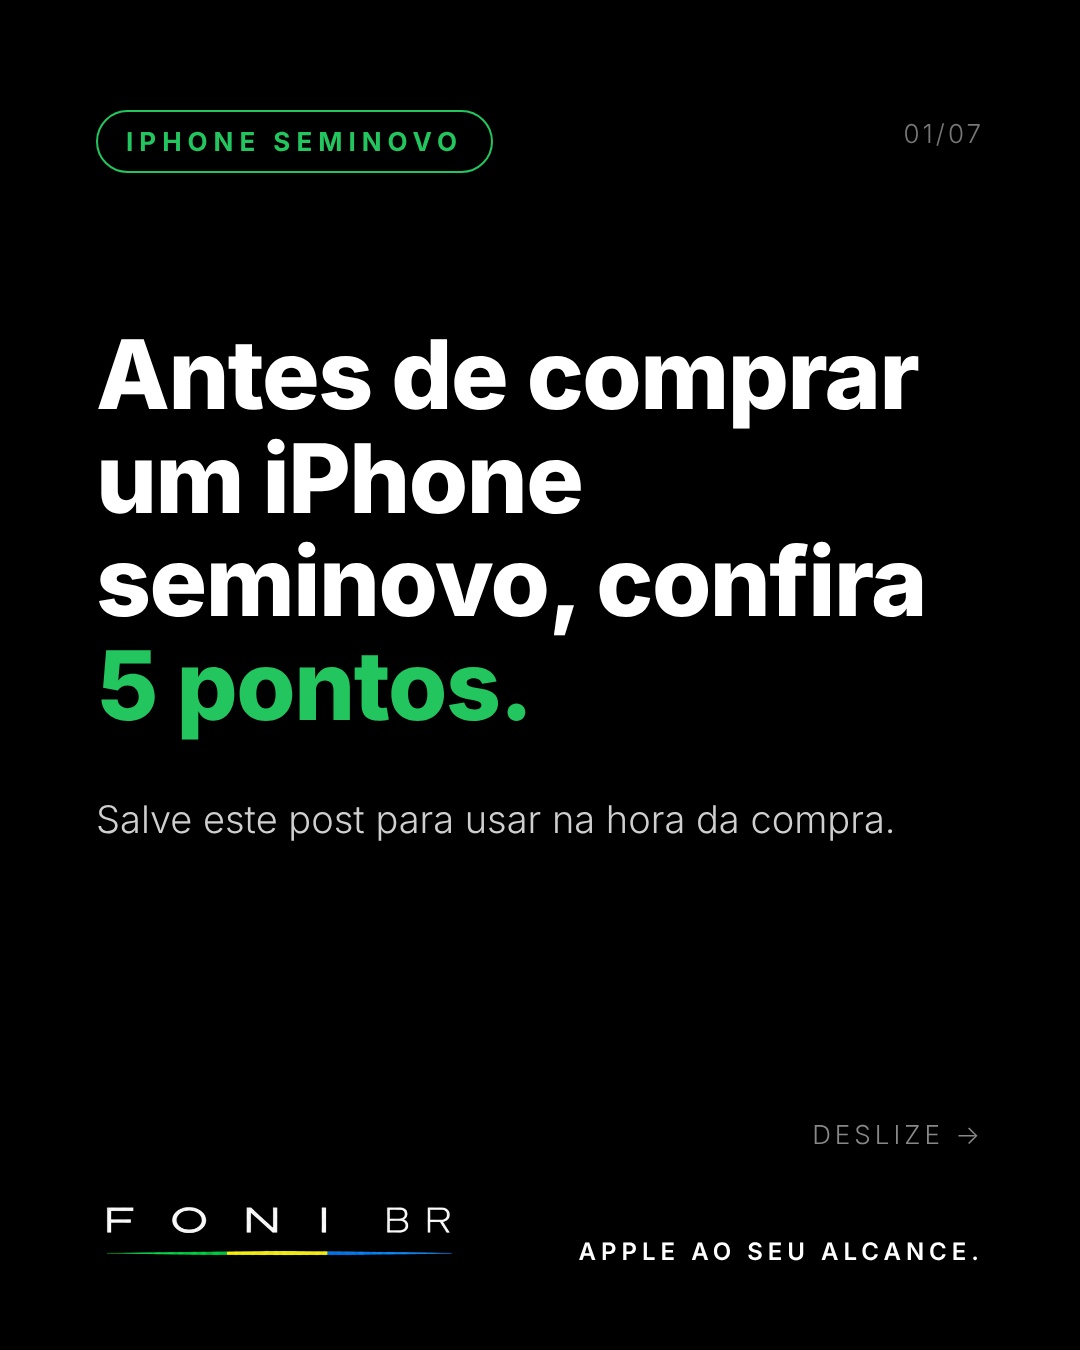 IPHONE SEMINOVO
01/07
Antes de comprar
um iPhone
seminovo, confira
5 pontos.
Salve este post para usar na hora da compra.
DESLIZE →
FONI BR
APPLE AO SEU ALCANCE.